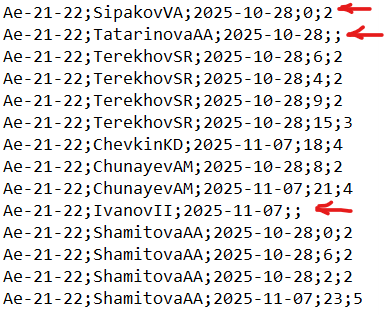 Ae-21-22;SipakovVA;2025-10-28;0;2
Ae-21-22;TatarinovaAA;2025-10-28;;
Ae-21-22;TerekhovSR;2025-10-28;6;2
Ae-21-22;TerekhovSR;2025-10-28;4;2
Ae-21-22;TerekhovSR;2025-10-28;9;2
Ae-21-22;TerekhovSR;2025-10-28;15;3
Ae-21-22;ChevkinKD;2025-11-07;18;4
Ae-21-22;ChunayevAM;2025-10-28;8;2
Ae-21-22;ChunayevAM;2025-11-07;21;4
Ae-21-22;IvanovII;2025-11-07;;
Ae-21-22;ShamitovaAA;2025-10-28;0;2
Ae-21-22;ShamitovaAA;2025-10-28;6;2
Ae-21-22;ShamitovaAA;2025-10-28;2;2
Ae-21-22;ShamitovaAA;2025-11-07;23;5